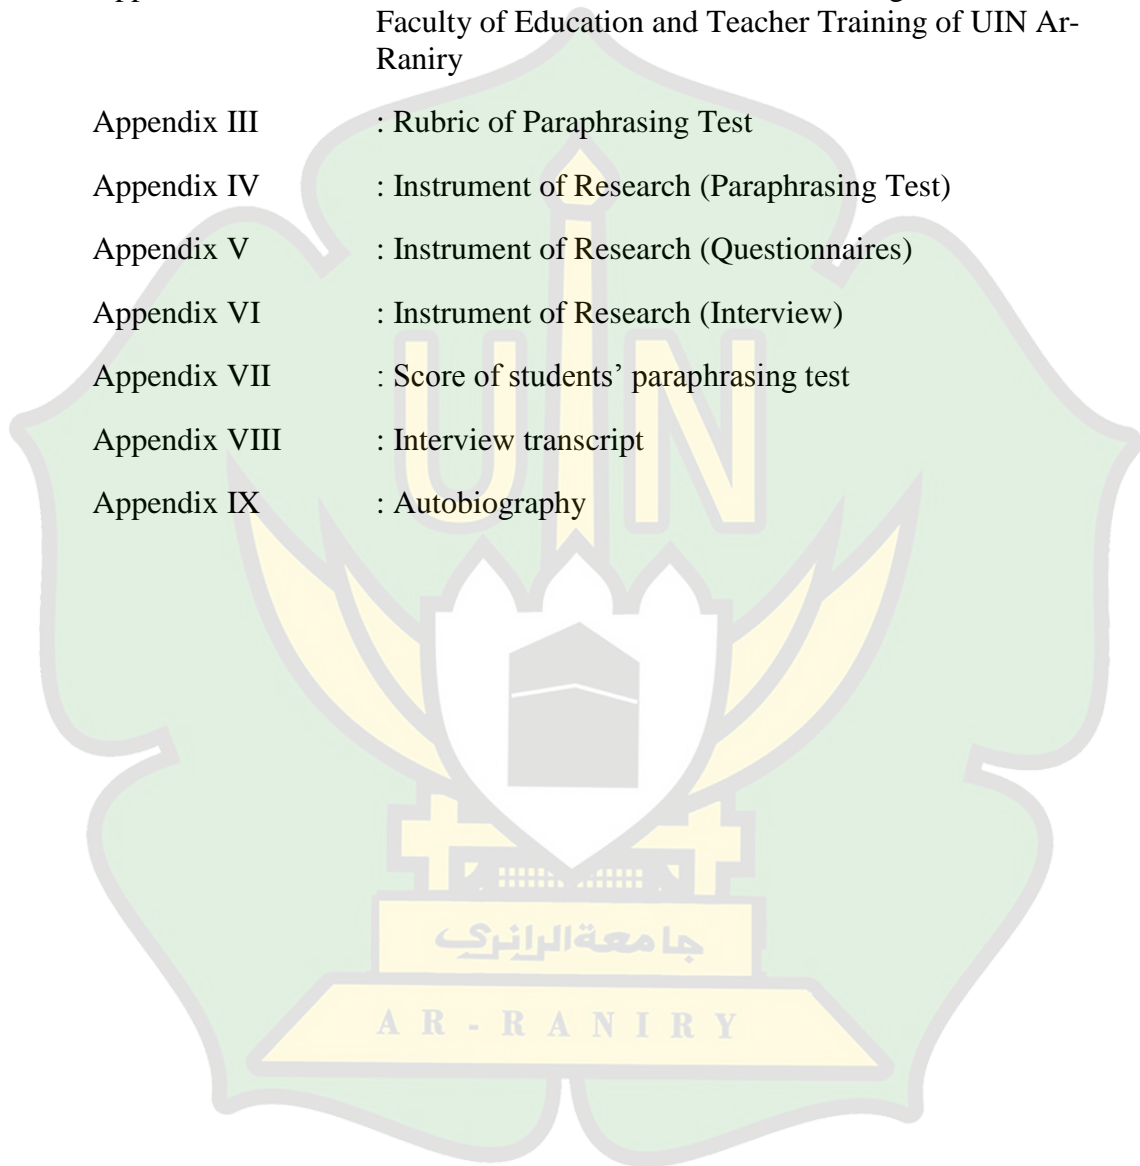 Faculty of Education and Teacher Training of UIN Ar-
Raniry
Appendix III : Rubric of Paraphrasing Test
Appendix IV : Instrument of Research (Paraphrasing Test)
Appendix V : Instrument of Research (Questionnaires)
Appendix VI : Instrument of Research (Interview)
Appendix VII : Score of students’ paraphrasing test
Appendix VIII : Interview transcript
Appendix IX : Autobiography
UIN
جامعةالرانرك
AR-RANIRY